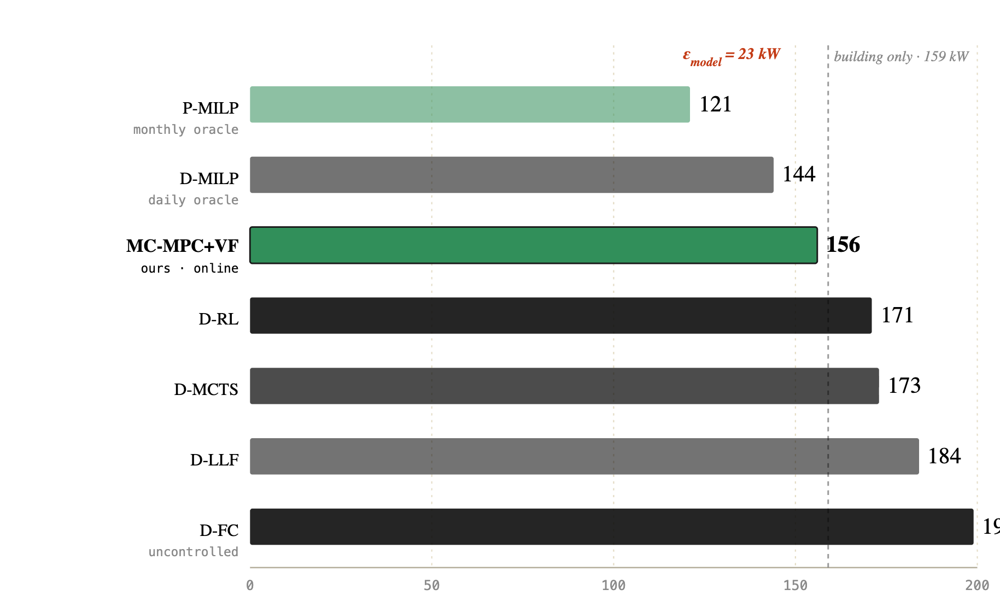 ε_model = 23 kW
building only · 159 kW
P-MILP
121
monthly oracle
D-MILP
144
daily oracle
MC-MPC+VF
156
ours · online
D-RL
171
D-MCTS
173
D-LLF
184
D-FC
uncontrolled
0 50 100 150 200